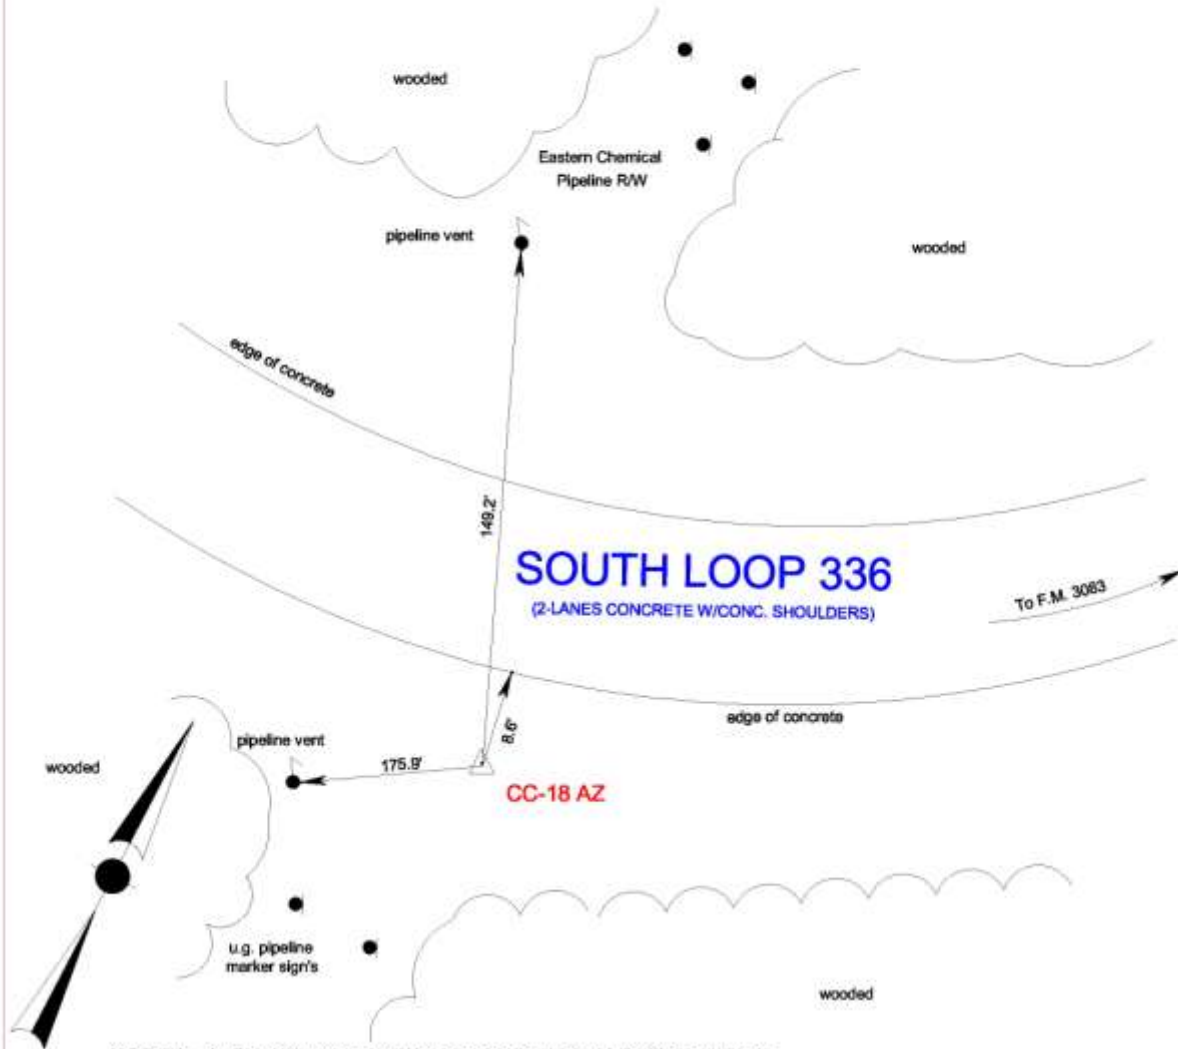 wooded
Eastern Chemical
Pipeline R/W
pipeline vent
wooded
edge of concrete
149.2'
SOUTH LOOP 336
(2-LANES CONCRETE W/CONC. SHOULDERS)
To F.M. 3083
edge of concrete
8.6'
pipeline vent
wooded
175.9'
CC-18 AZ
u.g. pipeline
marker sign's
wooded